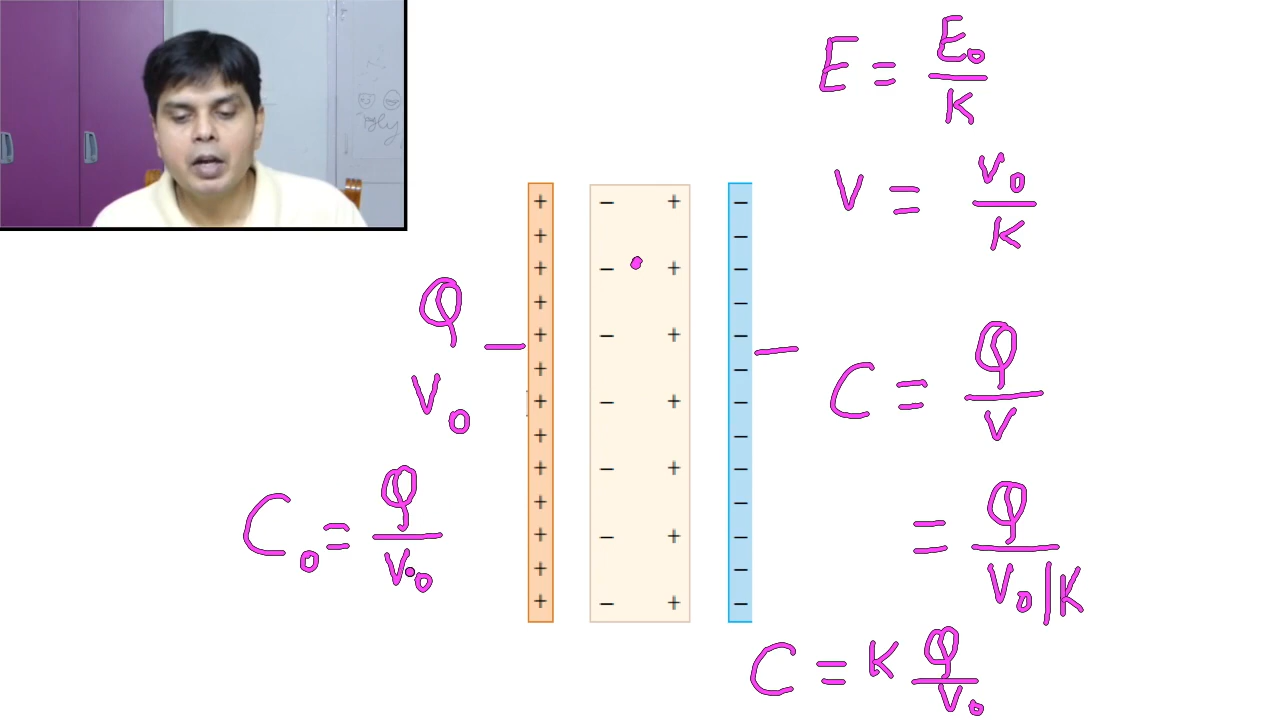 E = E₀/K
V = V₀/K
Q
V₀
C = Q/V
C₀ = Q/V₀
= Q/V₀/K
C = K Q/V₀
+ + + + + + + + + + + + +
− − − − − − −
+ + + + + + +
− − − − − − − − − − − − −